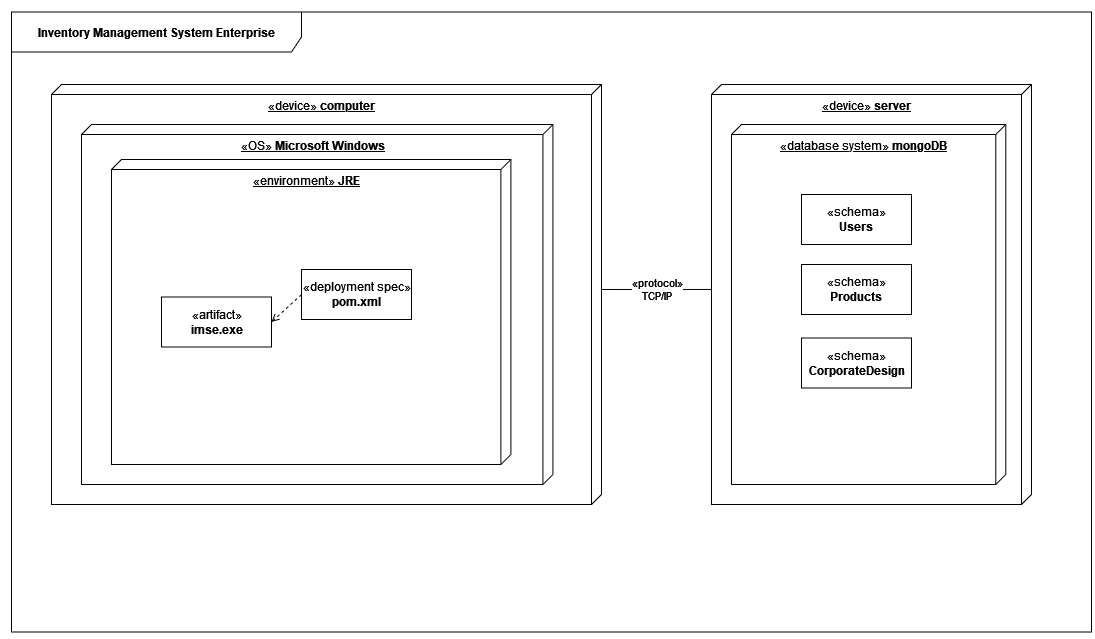 Inventory Management System Enterprise
«device» computer
«OS» Microsoft Windows
«environment» JRE
«deployment spec»
pom.xml
«artifact»
imse.exe
«protocol»
TCP/IP
«device» server
«database system» mongoDB
«schema»
Users
«schema»
Products
«schema»
CorporateDesign